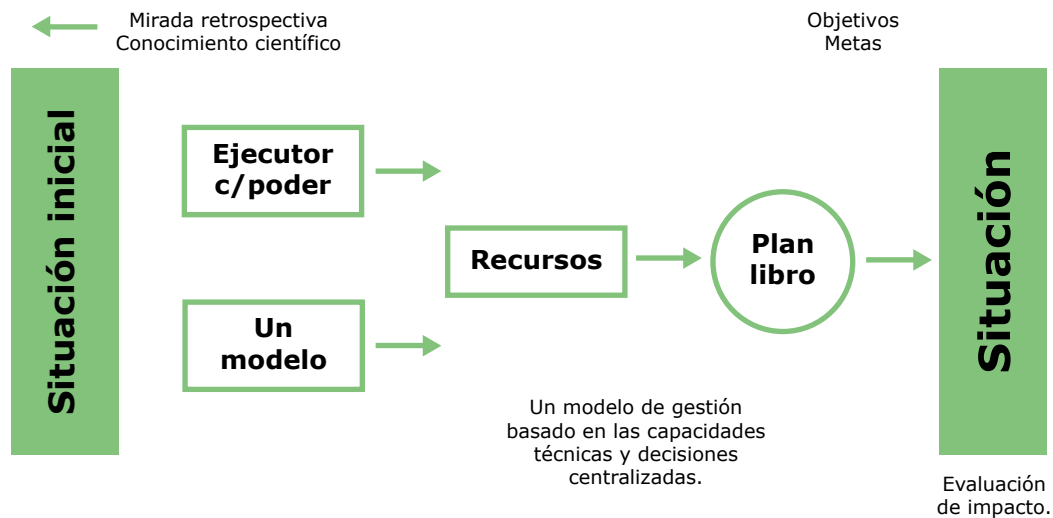 Mirada retrospectiva
Conocimiento científico
Objetivos
Metas
Situación inicial
Ejecutor
c/poder
Un
modelo
Recursos
Plan
libro
Situación
Un modelo de gestión
basado en las capacidades
técnicas y decisiones
centralizadas.
Evaluación
de impacto.